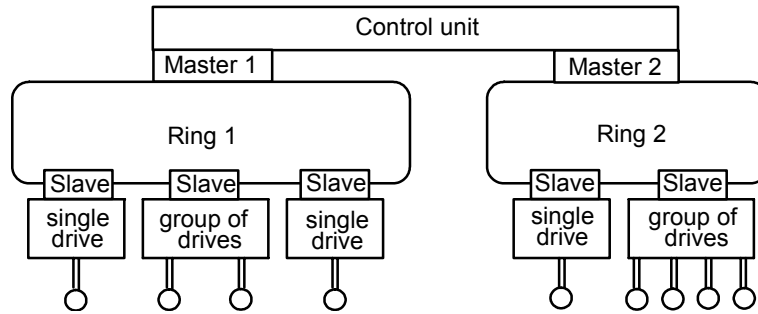 Control unit
Master 1
Master 2
Ring 1
Ring 2
Slave
Slave
Slave
Slave
Slave
single
drive
group of
drives
single
drive
single
drive
group of
drives